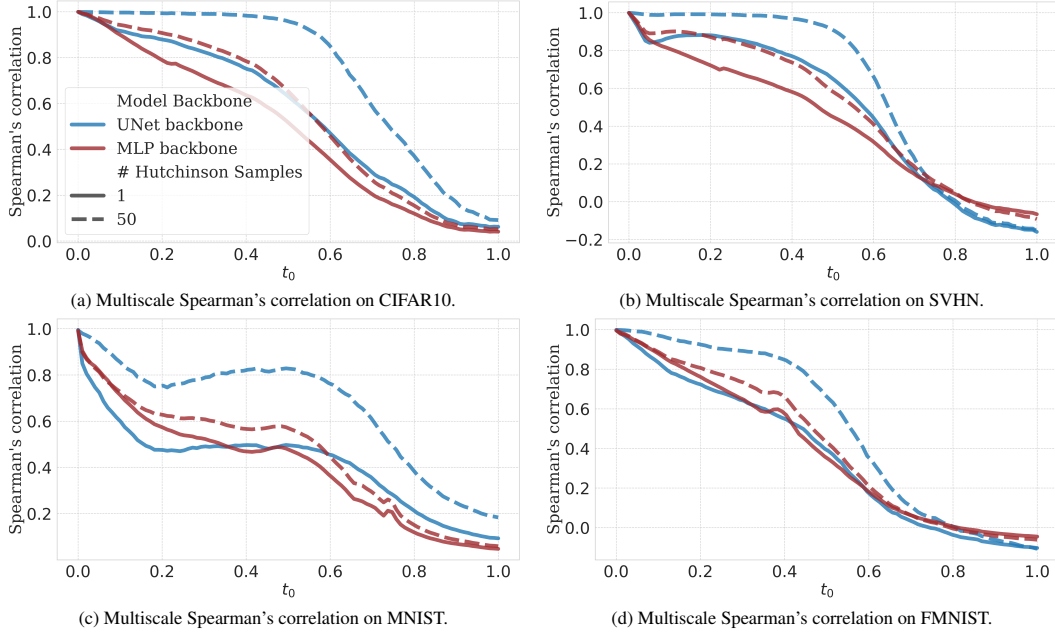 1.0
0.8
0.6
0.4
0.2
0.0
Spearman's correlation
Model Backbone
UNet backbone
MLP backbone
# Hutchinson Samples
1
50
0.0 0.2 0.4 0.6 0.8 1.0
t₀
(a) Multiscale Spearman's correlation on CIFAR10.
1.0
0.8
0.6
0.4
0.2
0.0
−0.2
Spearman's correlation
0.0 0.2 0.4 0.6 0.8 1.0
t₀
(b) Multiscale Spearman's correlation on SVHN.
1.0
0.8
0.6
0.4
0.2
Spearman's correlation
0.0 0.2 0.4 0.6 0.8 1.0
t₀
(c) Multiscale Spearman's correlation on MNIST.
1.0
0.8
0.6
0.4
0.2
0.0
Spearman's correlation
0.0 0.2 0.4 0.6 0.8 1.0
t₀
(d) Multiscale Spearman's correlation on FMNIST.